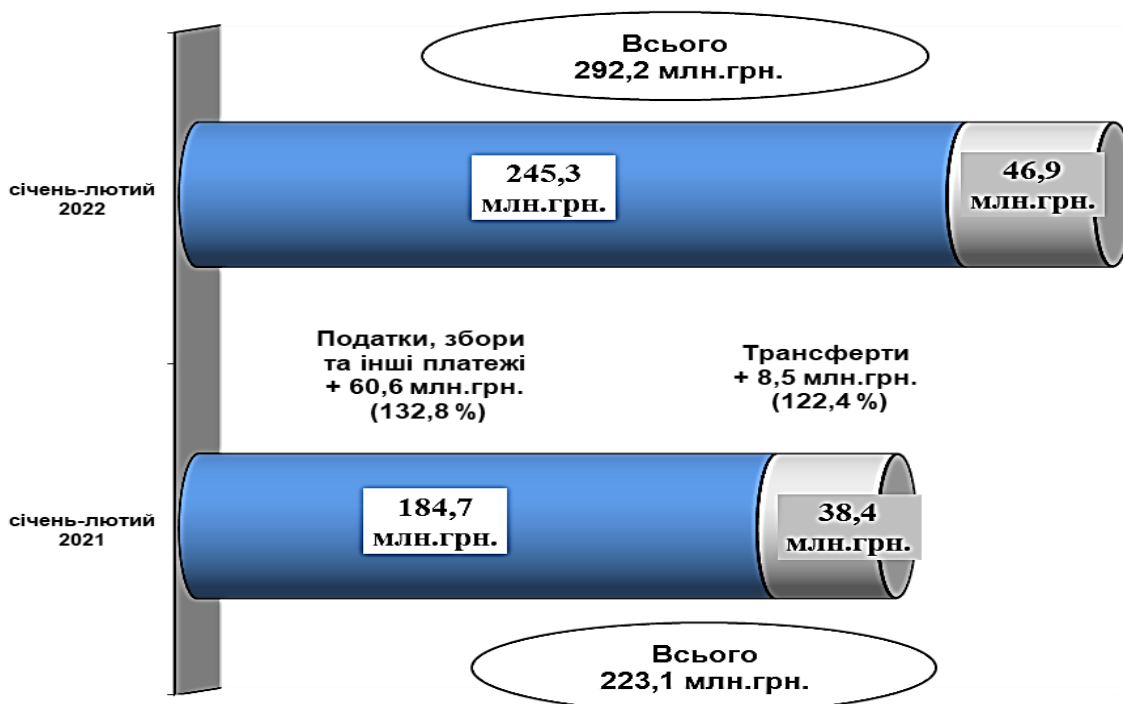 Всього
292,2 млн.грн.
січень-лютий
2022
245,3
млн.грн.
46,9
млн.грн.
Податки, збори
та інші платежі
+ 60,6 млн.грн.
(132,8 %)
Трансферти
+ 8,5 млн.грн.
(122,4 %)
січень-лютий
2021
184,7
млн.грн.
38,4
млн.грн.
Всього
223,1 млн.грн.